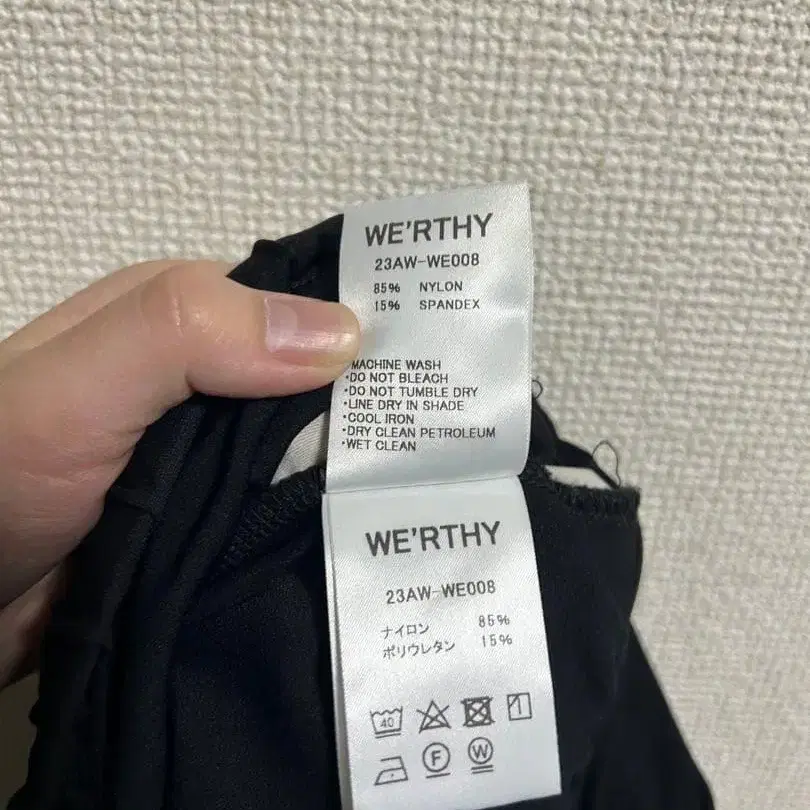 WE'RTHY
23AW-WE008
85% NYLON
15% SPANDEX
·MACHINE WASH
·DO NOT BLEACH
·DO NOT TUMBLE DRY
·LINE DRY IN SHADE
·COOL IRON
·DRY CLEAN PETROLEUM
·WET CLEAN
WE'RTHY
23AW-WE008
ナイロン 85%
ポリウレタン 15%
40
F W